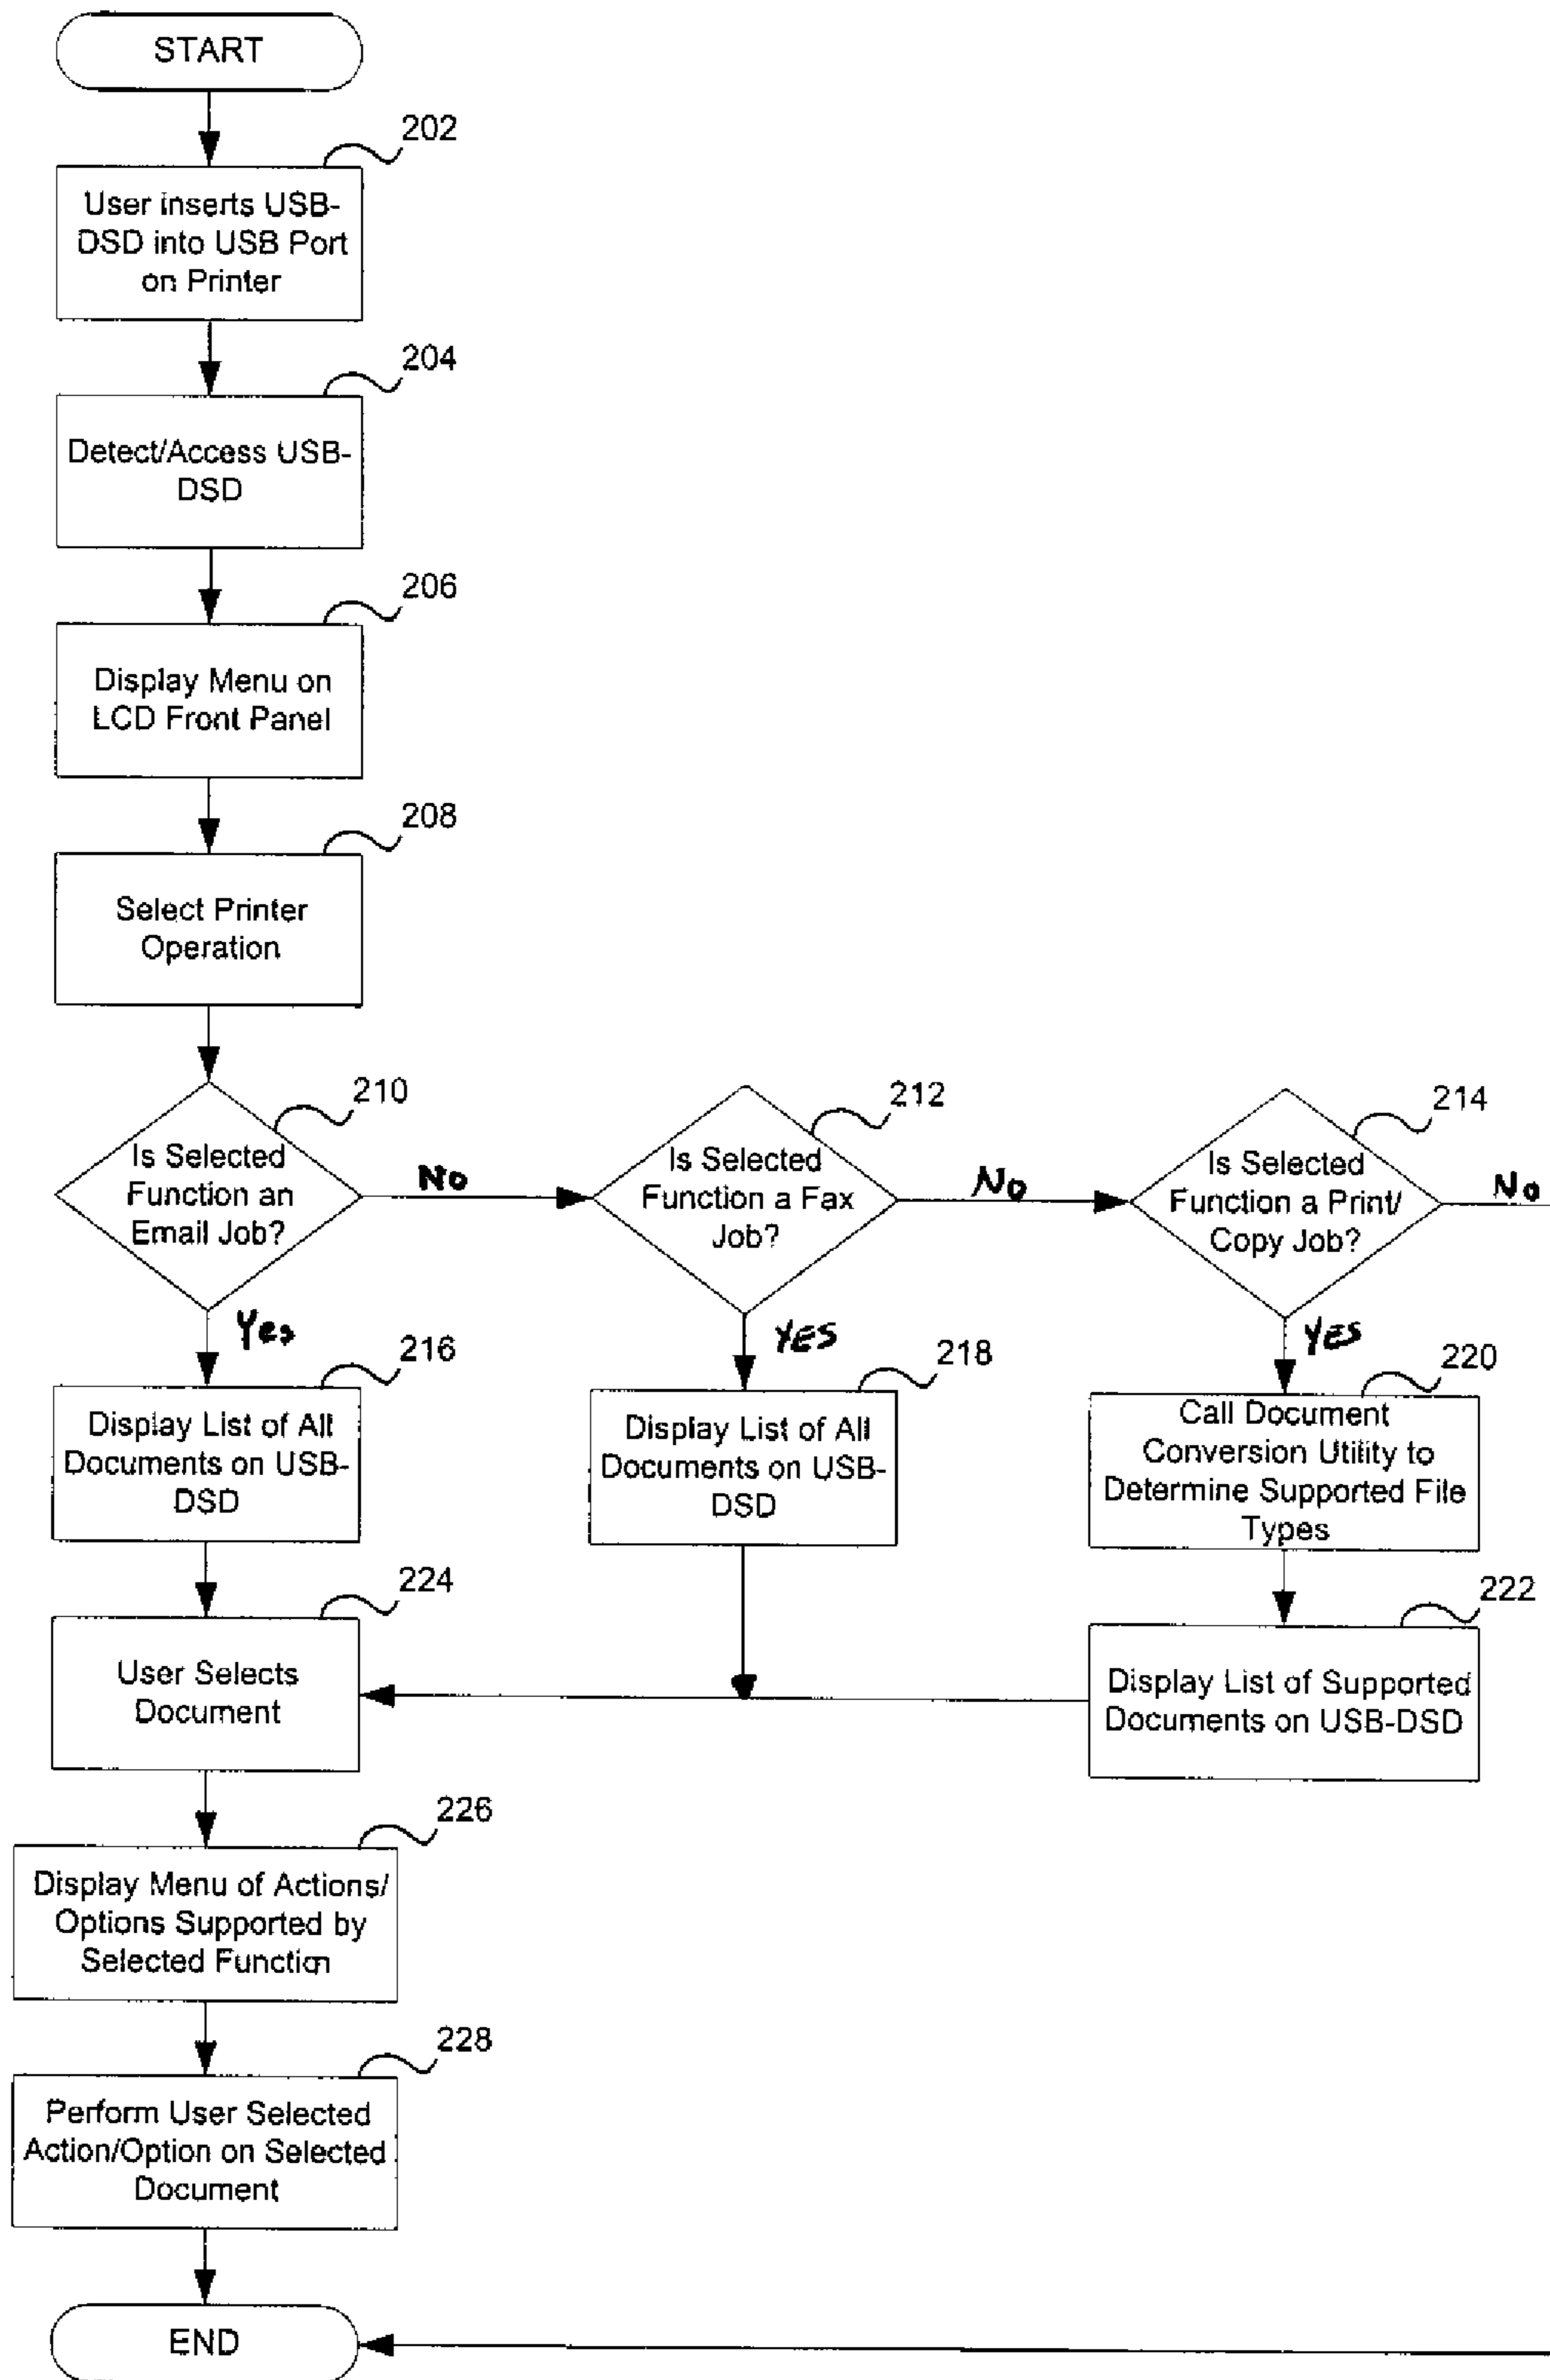 START
202
User inserts USB-
DSD into USB Port
on Printer
204
Detect/Access USB-
DSD
206
Display Menu on
LCD Front Panel
208
Select Printer
Operation
210
Is Selected
Function an
Email Job?
No
212
Is Selected
Function a Fax
Job?
No
214
Is Selected
Function a Print/
Copy Job?
No
Yes
216
Display List of All
Documents on USB-
DSD
YES
218
Display List of All
Documents on USB-
DSD
YES
220
Call Document
Conversion Utility to
Determine Supported File
Types
224
User Selects
Document
222
Display List of Supported
Documents on USB-DSD
226
Display Menu of Actions/
Options Supported by
Selected Function
228
Perform User Selected
Action/Option on Selected
Document
END